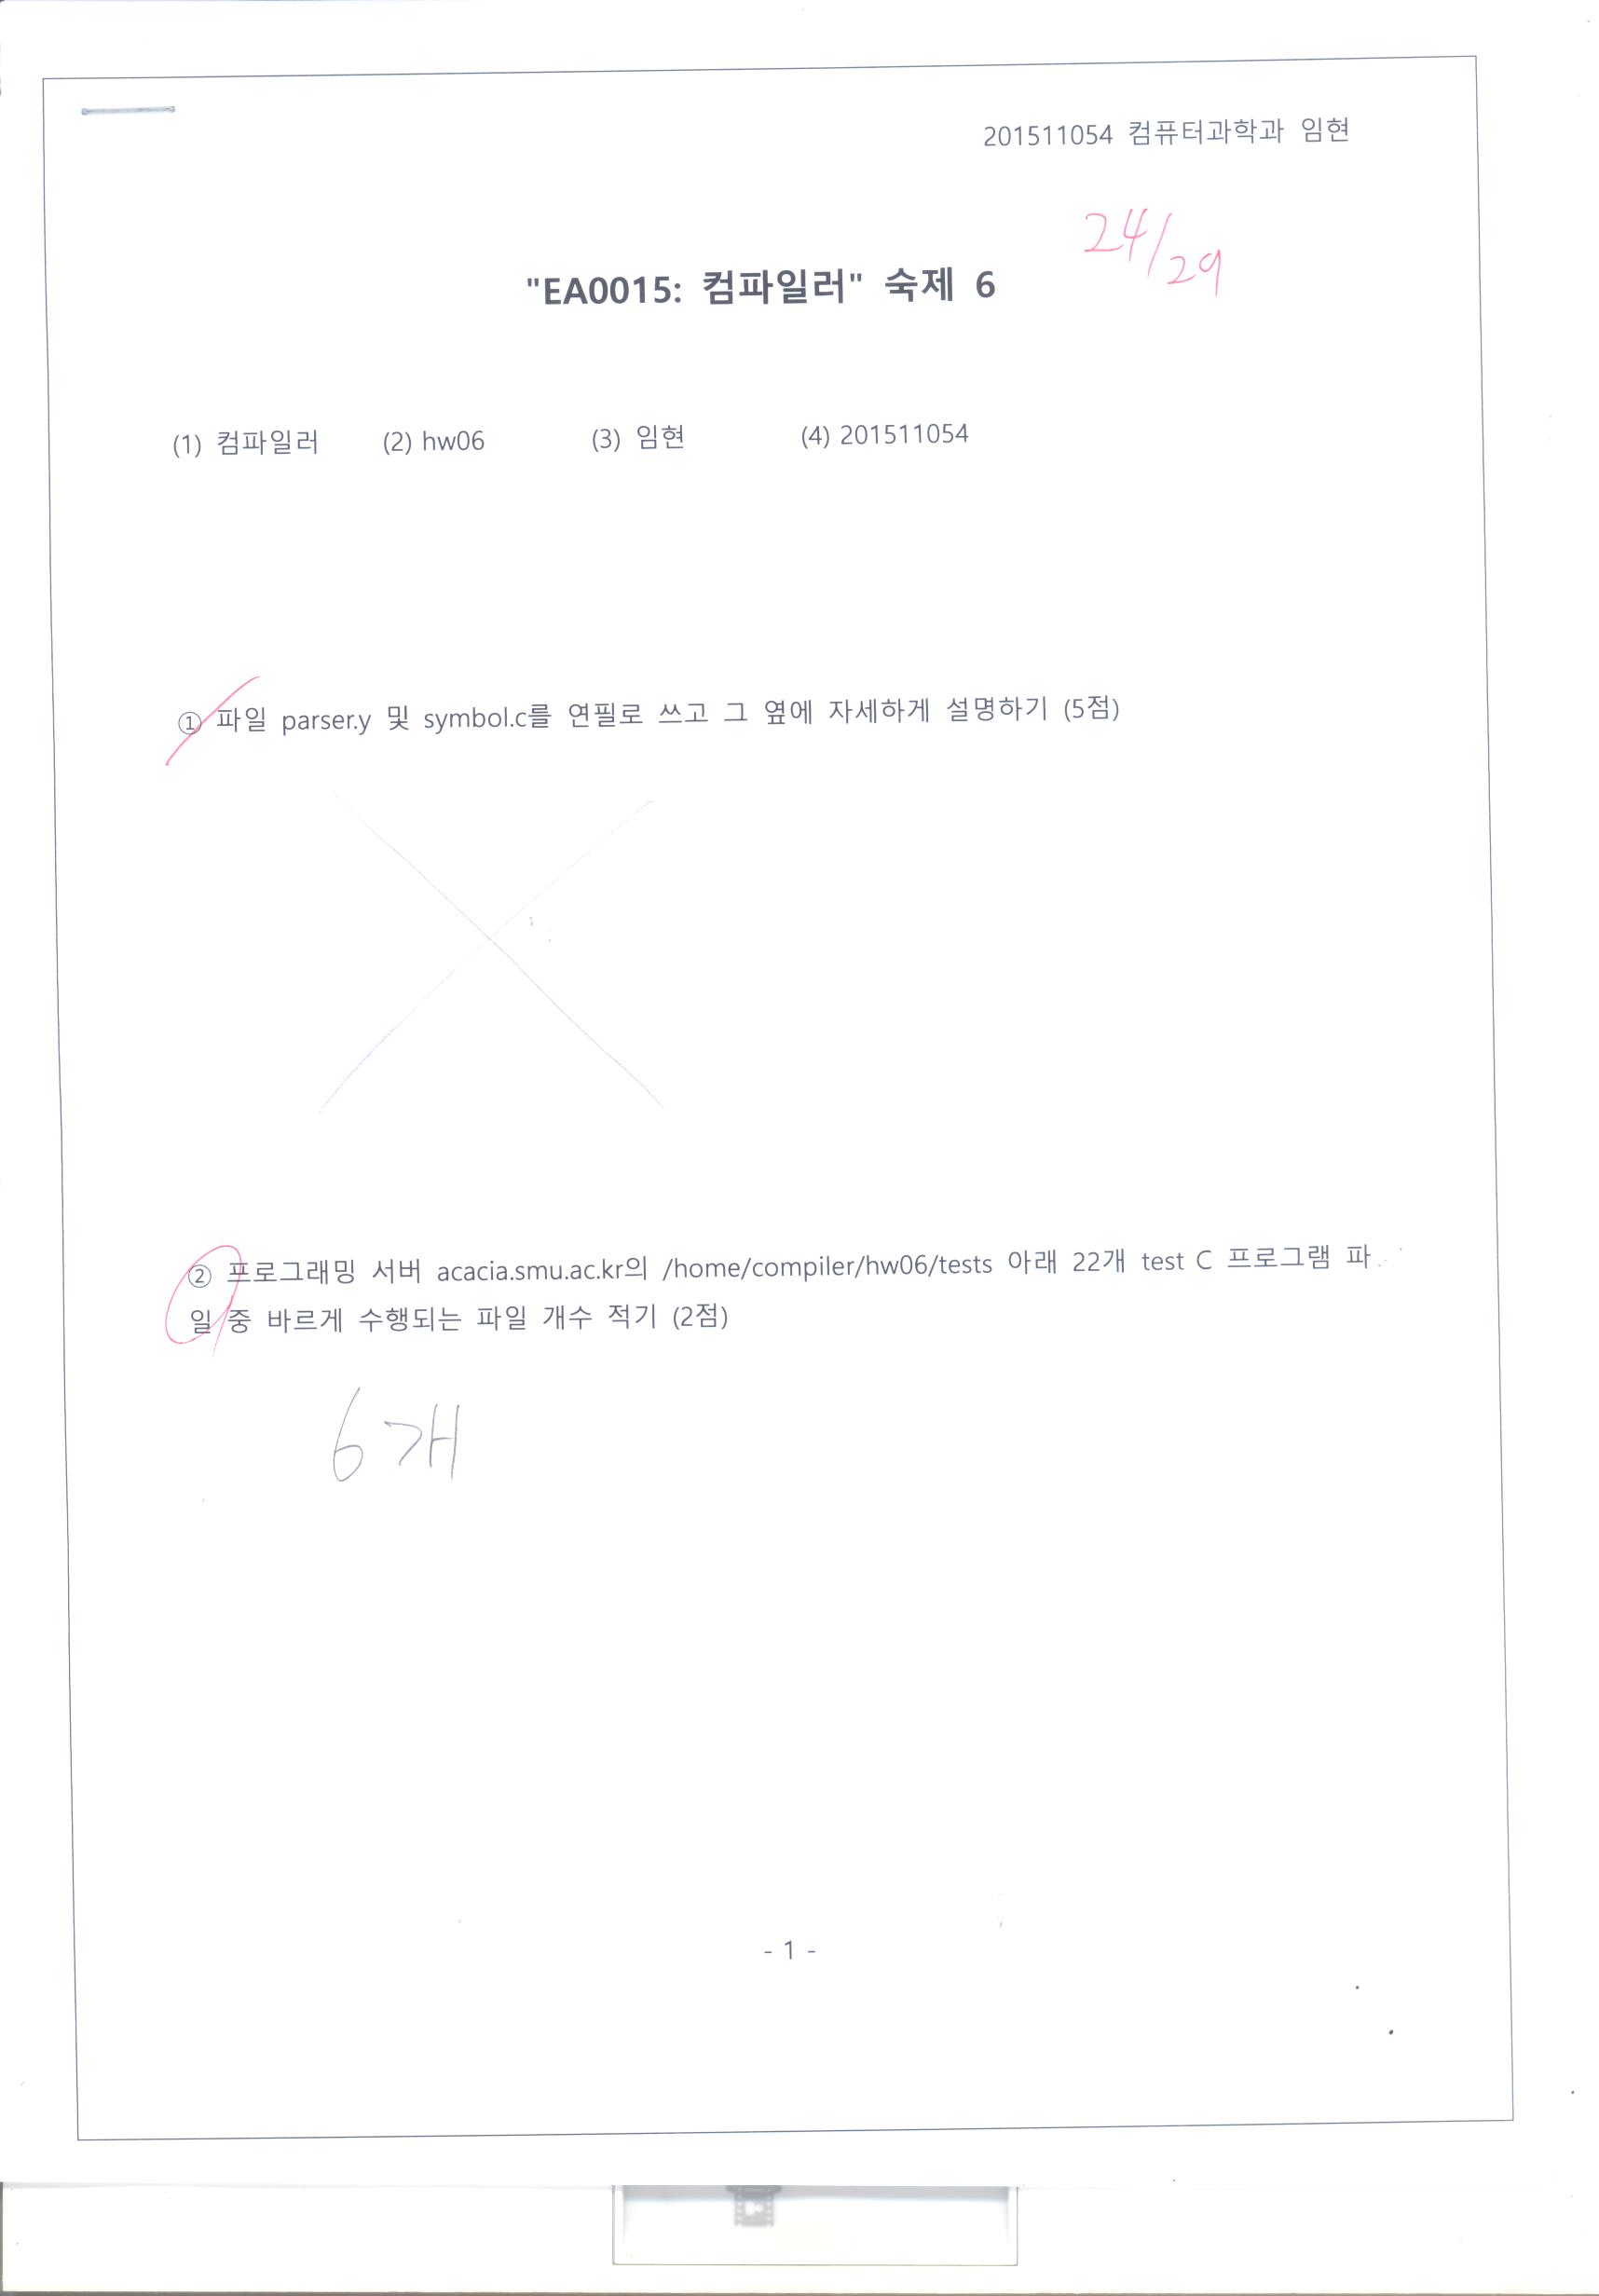 201511054 컴퓨터과학과 임현
24/29
"EA0015: 컴파일러" 숙제 6
(1) 컴파일러 (2) hw06 (3) 임현 (4) 201511054
① 파일 parser.y 및 symbol.c를 연필로 쓰고 그 옆에 자세하게 설명하기 (5점)
② 프로그래밍 서버 acacia.smu.ac.kr의 /home/compiler/hw06/tests 아래 22개 test C 프로그램 파
일 중 바르게 수행되는 파일 개수 적기 (2점)
6개
- 1 -